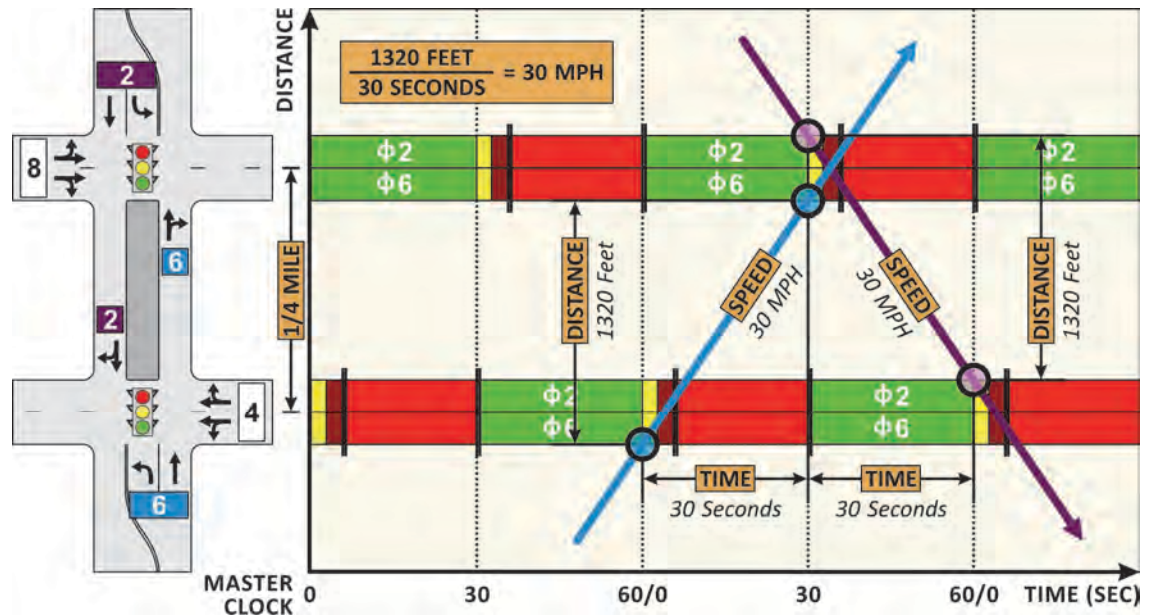 DISTANCE
1320 FEET
30 SECONDS
= 30 MPH
2
8
6
1/4 MILE
2
4
6
Φ2
Φ6
Φ2
Φ6
Φ2
Φ6
DISTANCE
1320 Feet
SPEED
30 MPH
SPEED
30 MPH
DISTANCE
1320 Feet
Φ2
Φ6
Φ2
Φ6
TIME
30 Seconds
TIME
30 Seconds
MASTER
CLOCK
0 30 60/0 30 60/0 TIME (SEC)